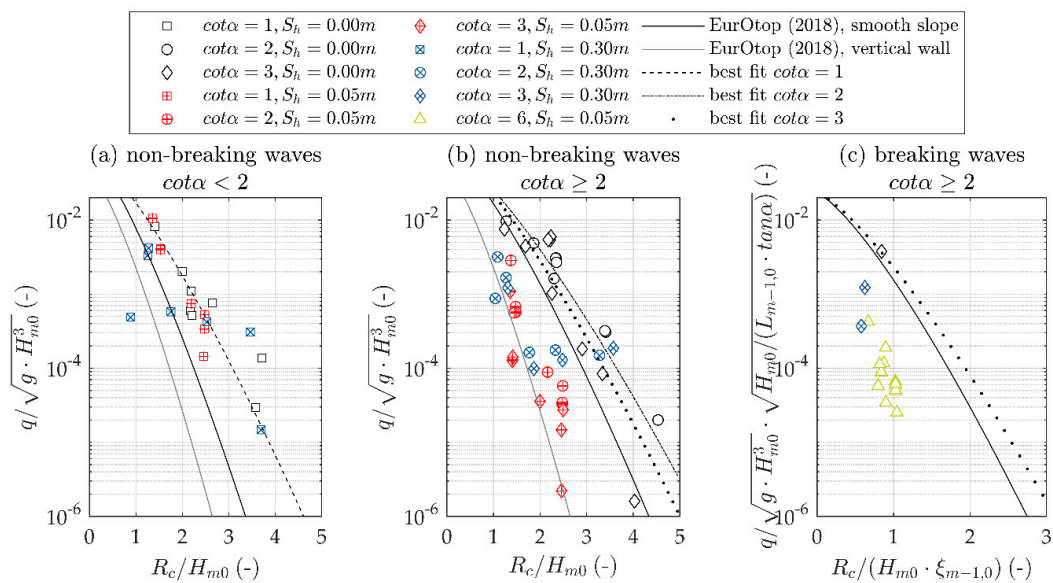 cotα = 1, S_h = 0.00m
cotα = 2, S_h = 0.00m
cotα = 3, S_h = 0.00m
cotα = 1, S_h = 0.05m
cotα = 2, S_h = 0.05m
cotα = 3, S_h = 0.05m
cotα = 1, S_h = 0.30m
cotα = 2, S_h = 0.30m
cotα = 3, S_h = 0.30m
cotα = 6, S_h = 0.05m
EurOtop (2018), smooth slope
EurOtop (2018), vertical wall
best fit cotα = 1
best fit cotα = 2
best fit cotα = 3
(a) non-breaking waves
cotα < 2
q/√(g · H³_m0) (-)
10⁻²
10⁻⁴
10⁻⁶
0 1 2 3 4 5
R_c/H_m0 (-)
(b) non-breaking waves
cotα ≥ 2
q/√(g · H³_m0) (-)
10⁻²
10⁻⁴
10⁻⁶
0 1 2 3 4 5
R_c/H_m0 (-)
(c) breaking waves
cotα ≥ 2
q/√(g · H³_m0) · √(H_m0/(L_m−1,0 · tanα)) (-)
10⁻²
10⁻⁴
10⁻⁶
0 1 2 3
R_c/(H_m0 · ξ_m−1,0) (-)